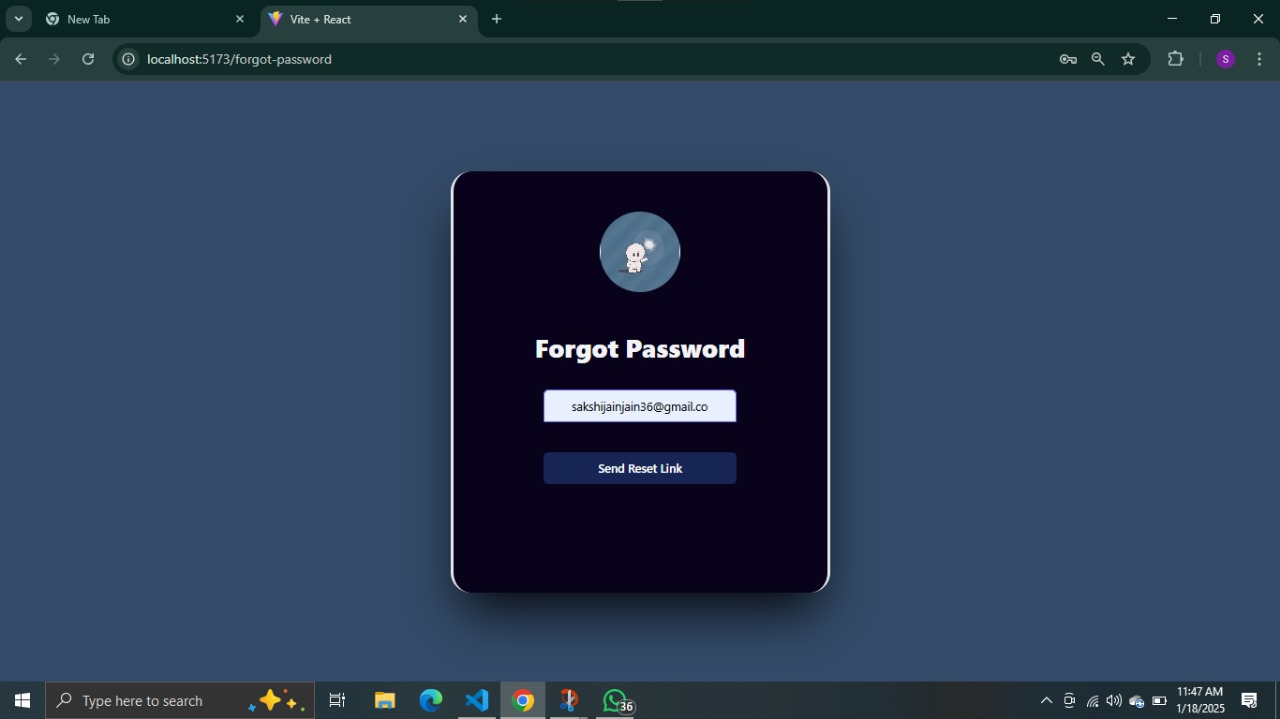 New Tab
Vite + React
localhost:5173/forgot-password
S
Forgot Password
sakshijainjain36@gmail.co
Send Reset Link
Type here to search
36
11:47 AM
1/18/2025